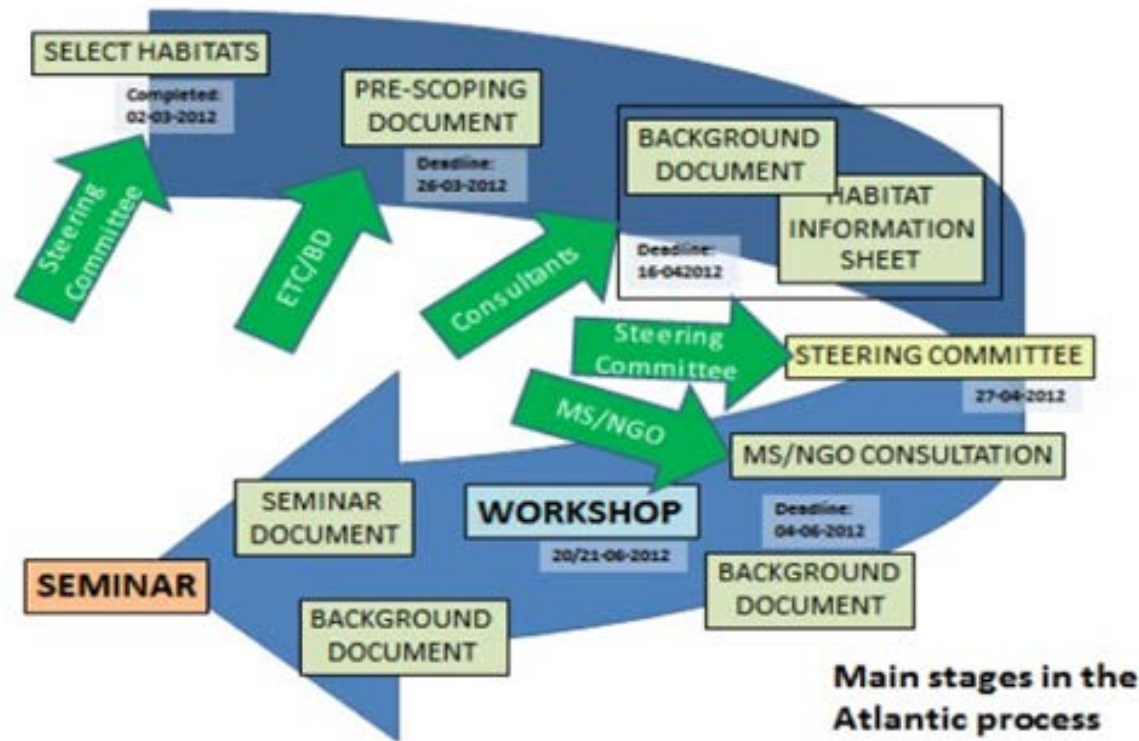 SELECT HABITATS
Completed:
02-03-2012
PRE-SCOPING
DOCUMENT
Deadline:
26-03-2012
BACKGROUND
DOCUMENT
HABITAT
INFORMATION
SHEET
Deadline:
16-042012
Steering
Committee
ETC/BD
Consultants
Steering
Committee
STEERING COMMITTEE
27-04-2012
MS/NGO
MS/NGO CONSULTATION
Deadline:
04-06-2012
BACKGROUND
DOCUMENT
WORKSHOP
20/21-06-2012
SEMINAR
DOCUMENT
BACKGROUND
DOCUMENT
SEMINAR
Main stages in the
Atlantic process